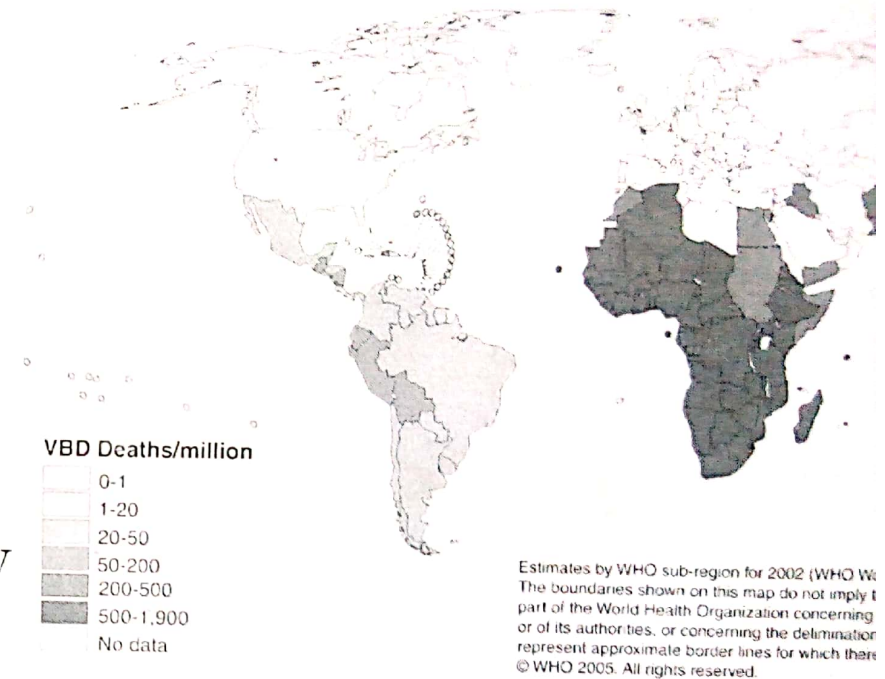 VBD Deaths/million
0-1
1-20
20-50
50-200
200-500
500-1,900
No data
Estimates by WHO sub-region for 2002 (WHO
The boundaries shown on this map do not imply
part of the World Health Organization concerning
or of its authorities, or concerning the delimination
represent approximate border lines for which there
© WHO 2005. All rights reserved.